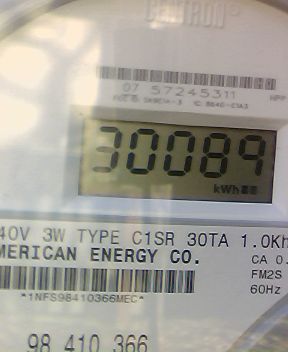 CENTRON®
07 57245311
30089
kWh
40V 3W TYPE C1SR 30TA 1.0Kh
MERICAN ENERGY CO.
CA 0.
FM2S
60Hz
*1NFS98410366MEC*
98 410 366